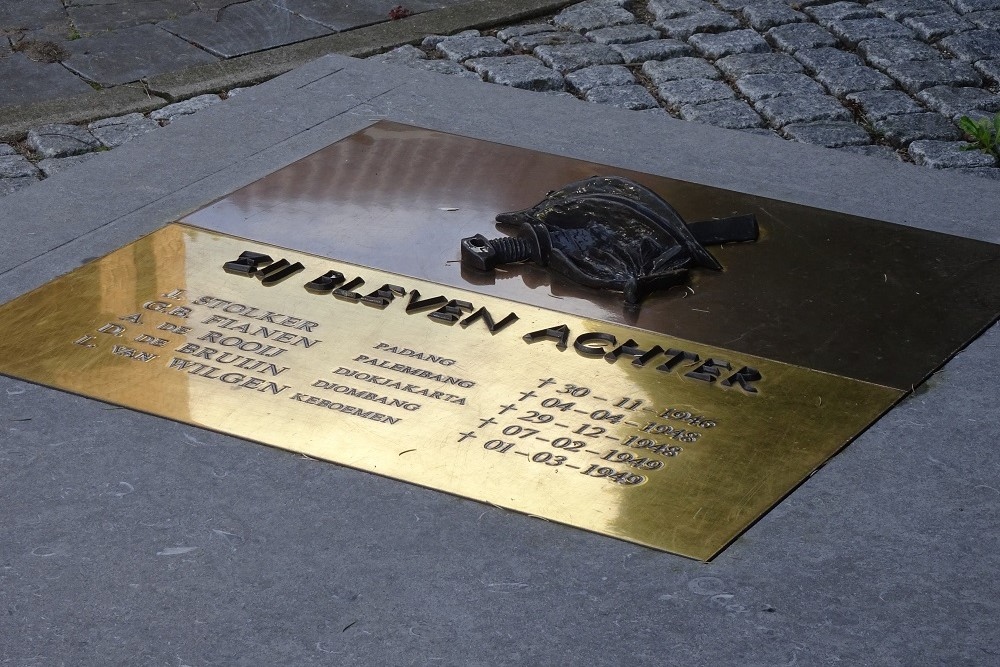 ZIJ BLEVEN ACHTER
I. STOLKER PADANG † 30-11-1946
G.P. FIANEN PALEMBANG † 04-04-1948
A. DE ROOIJ DJOKJAKARTA † 29-12-1948
D. DE BRUIJN DJOMBANG † 07-02-1949
L. VAN WILGEN KEBOEMEN † 01-03-1949